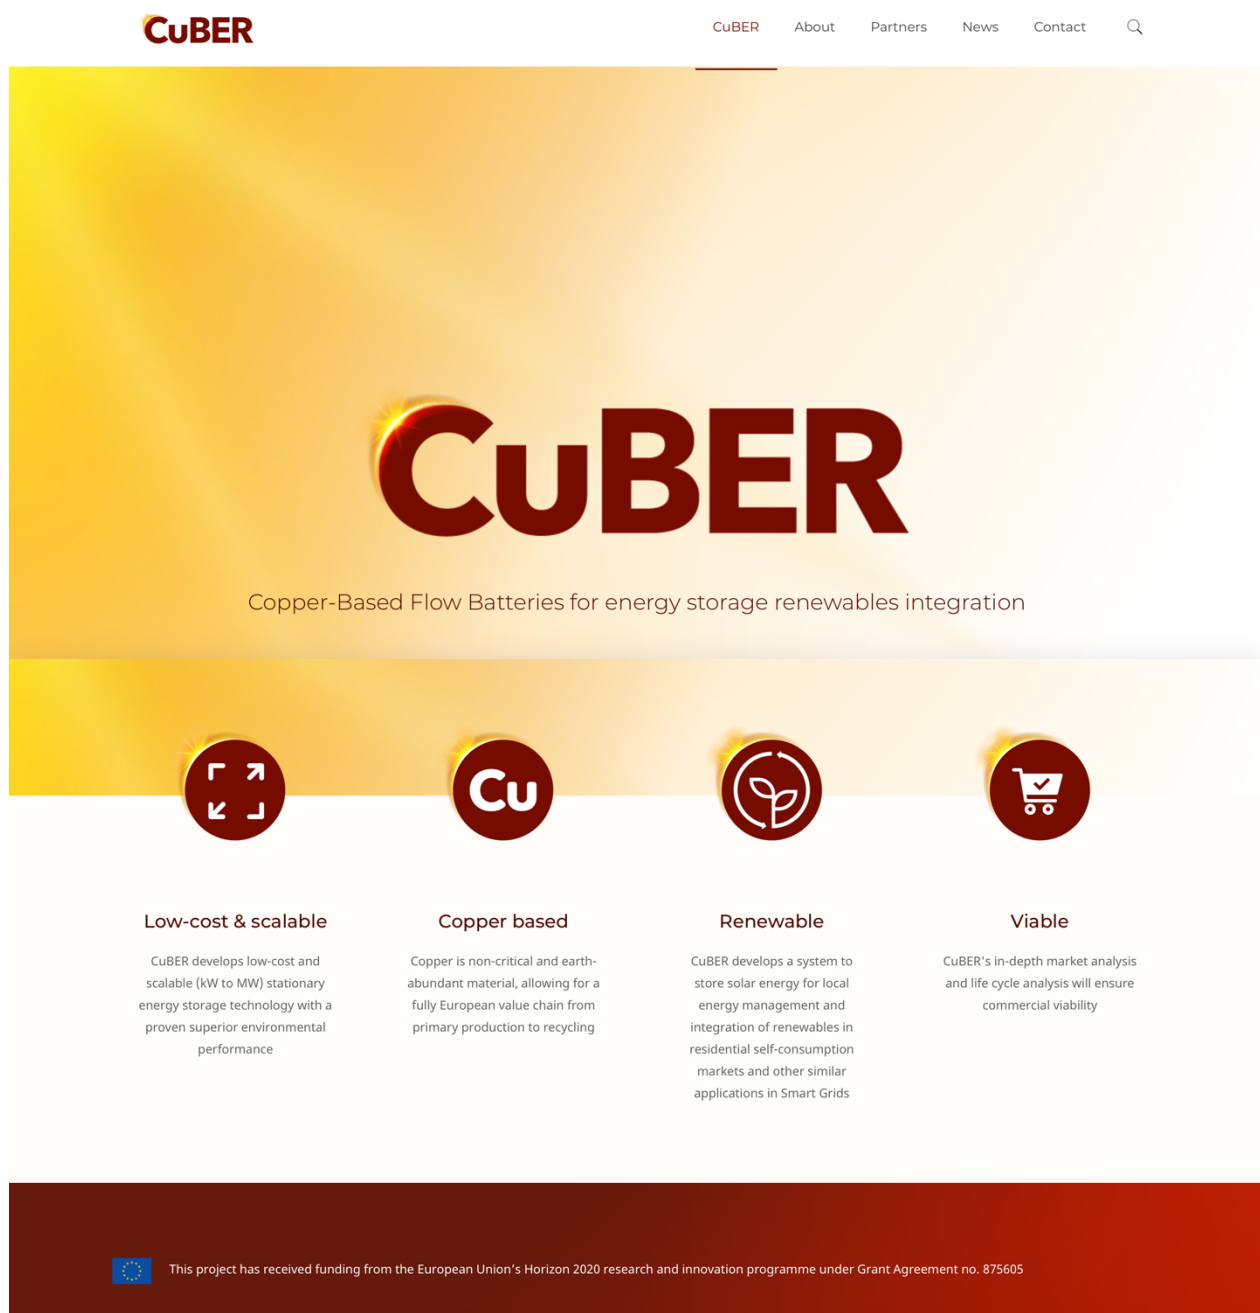 CuBER
CuBER About Partners News Contact
CuBER
Copper-Based Flow Batteries for energy storage renewables integration
Cu
Low-cost & scalable
CuBER develops low-cost and
scalable (kW to MW) stationary
energy storage technology with a
proven superior environmental
performance
Copper based
Copper is non-critical and earth-
abundant material, allowing for a
fully European value chain from
primary production to recycling
Renewable
CuBER develops a system to
store solar energy for local
energy management and
integration of renewables in
residential self-consumption
markets and other similar
applications in Smart Grids
Viable
CuBER's in-depth market analysis
and life cycle analysis will ensure
commercial viability
This project has received funding from the European Union’s Horizon 2020 research and innovation programme under Grant Agreement no. 875605